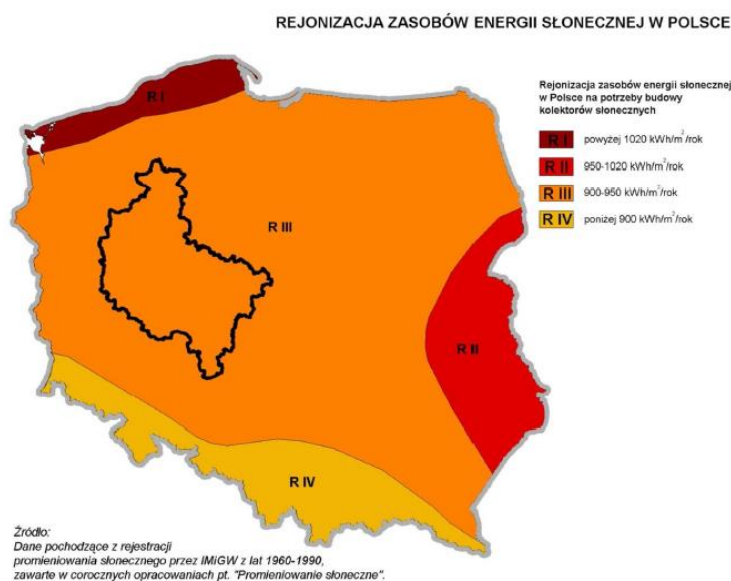 REJONIZACJA ZASOBÓW ENERGII SŁONECZNEJ W POLSCE
Rejonizacja zasobów energii słonecznej
w Polsce na potrzeby budowy
kolektorów słonecznych
R I powyżej 1020 kWh/m²/rok
R II 950-1020 kWh/m²/rok
R III 900-950 kWh/m²/rok
R IV poniżej 900 kWh/m²/rok
R I
R III
R II
R IV
Źródło:
Dane pochodzące z rejestracji
promieniowania słonecznego przez IMiGW z lat 1960-1990,
zawarte w corocznych opracowaniach pt. "Promieniowanie słoneczne".